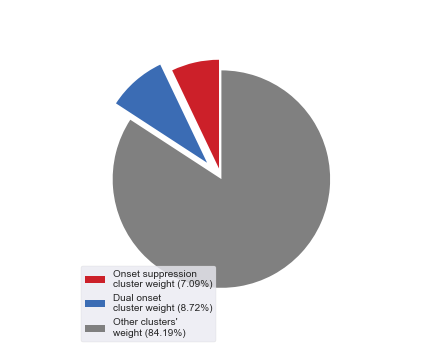 Onset suppression
cluster weight (7.09%)
Dual onset
cluster weight (8.72%)
Other clusters'
weight (84.19%)